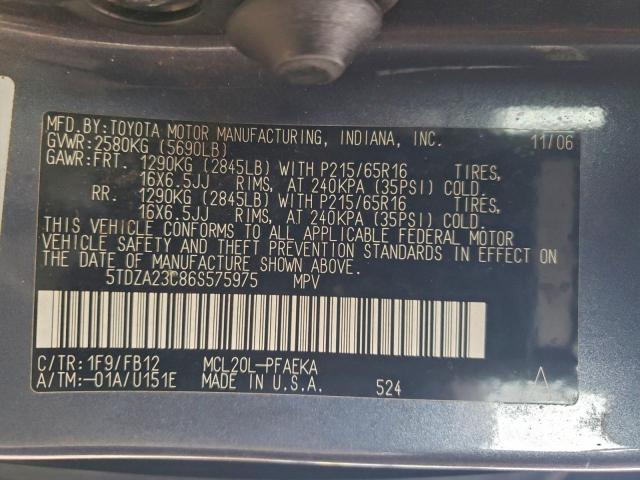 MFD.BY:TOYOTA MOTOR MANUFACTURING, INDIANA, INC. 11/06
GVWR:2580KG (5690LB)
GAWR:FRT. 1290KG (2845LB) WITH P215/65R16 TIRES,
16X6.5JJ RIMS, AT 240KPA (35PSI) COLD.
RR. 1290KG (2845LB) WITH P215/65R16 TIRES,
16X6.5JJ RIMS, AT 240KPA (35PSI) COLD.
THIS VEHICLE CONFORMS TO ALL APPLICABLE FEDERAL MOTOR
VEHICLE SAFETY AND THEFT PREVENTION STANDARDS IN EFFECT ON
THE DATE OF MANUFACTURE SHOWN ABOVE.
5TDZA23C86S575975 MPV
C/TR:1F9/FB12 MCL20L-PFAEKA
A/TM:-01A/U151E MADE IN U.S.A. 524 A